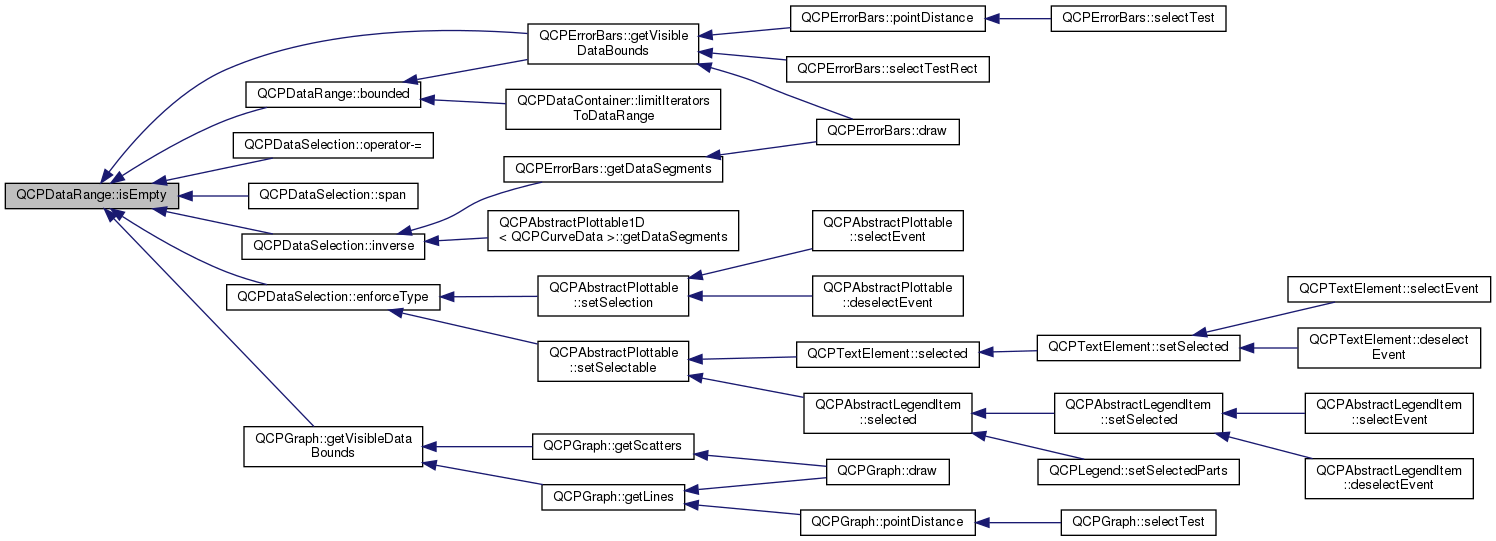 QCPDataRange::isEmpty
QCPErrorBars::getVisible
DataBounds
QCPErrorBars::pointDistance
QCPErrorBars::selectTest
QCPErrorBars::selectTestRect
QCPErrorBars::draw
QCPDataRange::bounded
QCPDataContainer::limitIterators
ToDataRange
QCPDataSelection::operator-=
QCPDataSelection::span
QCPDataSelection::inverse
QCPErrorBars::getDataSegments
QCPAbstractPlottable1D
< QCPCurveData >::getDataSegments
QCPDataSelection::enforceType
QCPAbstractPlottable
::setSelection
QCPAbstractPlottable
::selectEvent
QCPAbstractPlottable
::deselectEvent
QCPAbstractPlottable
::setSelectable
QCPTextElement::selected
QCPTextElement::setSelected
QCPTextElement::selectEvent
QCPTextElement::deselect
Event
QCPAbstractLegendItem
::selected
QCPAbstractLegendItem
::setSelected
QCPAbstractLegendItem
::selectEvent
QCPAbstractLegendItem
::deselectEvent
QCPLegend::setSelectedParts
QCPGraph::getVisibleData
Bounds
QCPGraph::getScatters
QCPGraph::draw
QCPGraph::getLines
QCPGraph::pointDistance
QCPGraph::selectTest